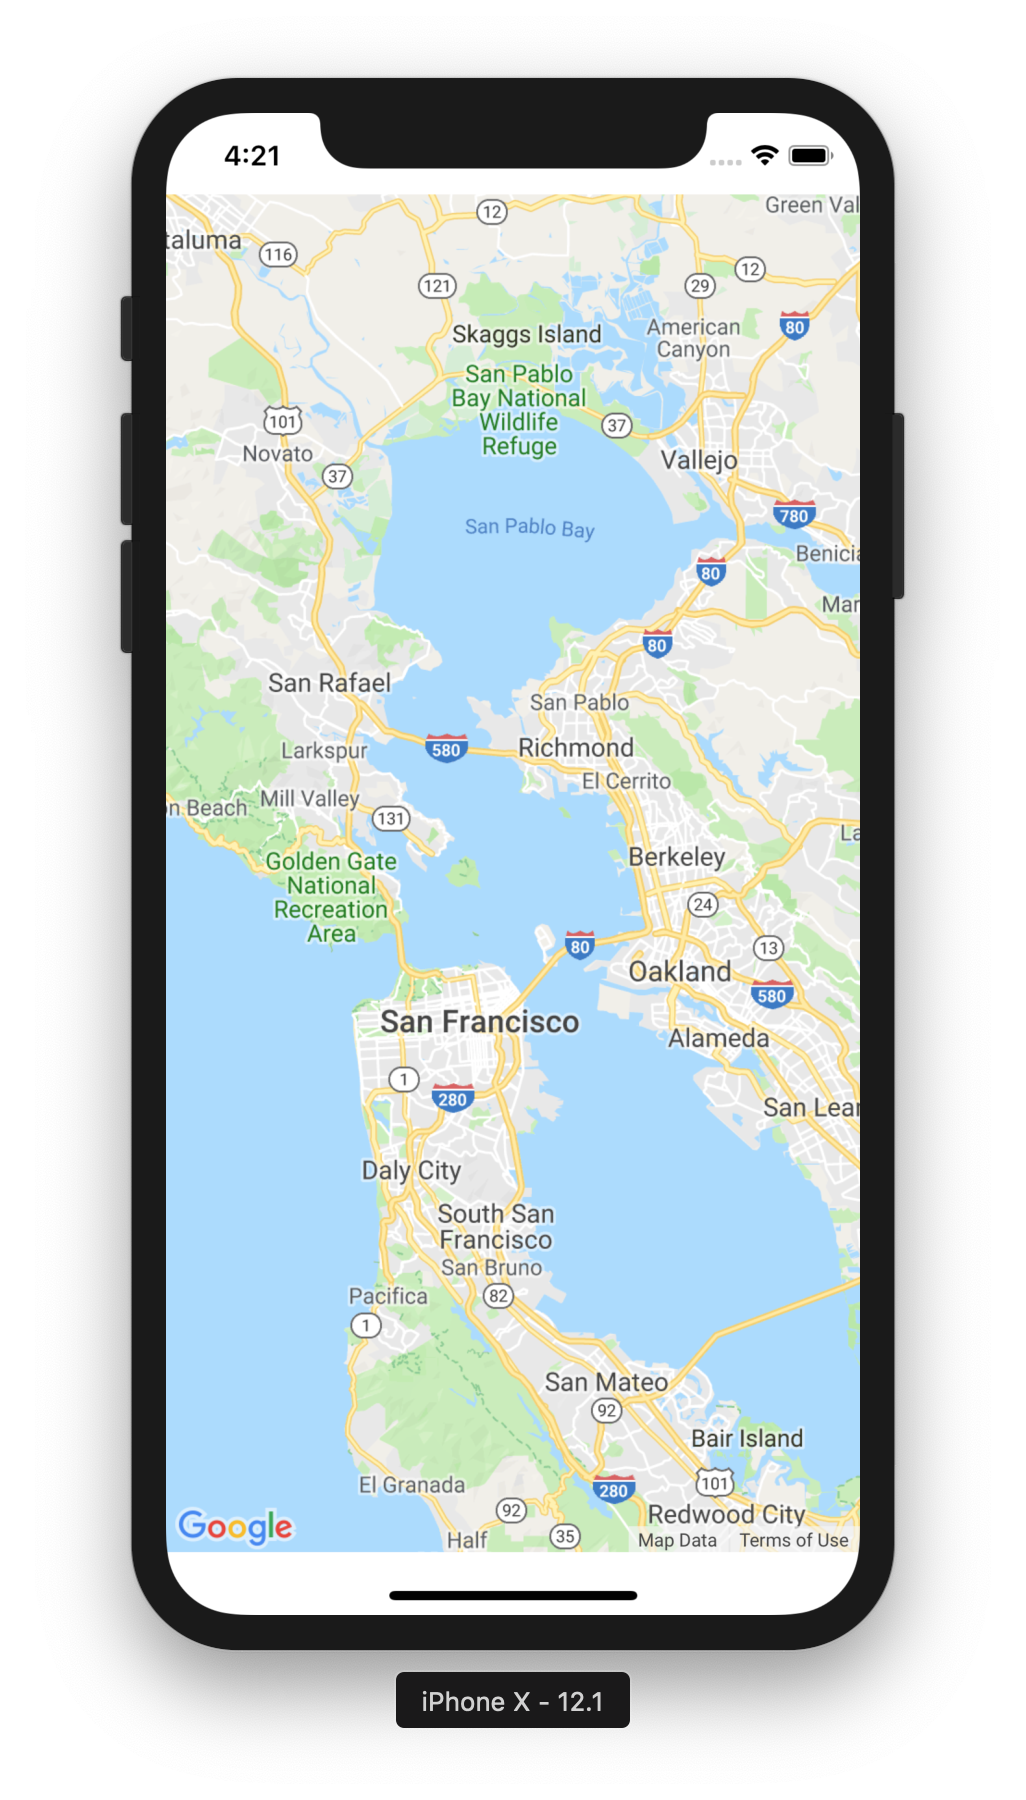 4:21
12
Green Val
taluma
116
12
121
29
80
Skaggs Island
American
Canyon
San Pablo
Bay National
Wildlife
Refuge
101
37
Novato
Vallejo
37
780
San Pablo Bay
Benicia
80
Mar
80
San Rafael
San Pablo
580
Richmond
Larkspur
El Cerrito
on Beach
Mill Valley
131
La
Berkeley
Golden Gate
National
Recreation
Area
24
80
13
Oakland
580
San Francisco
Alameda
1
280
San Lear
Daly City
South San
Francisco
San Bruno
Pacifica
82
1
San Mateo
92
Bair Island
El Granada
101
280
92
Redwood City
Google
Half
35
Map Data
Terms of Use
iPhone X - 12.1